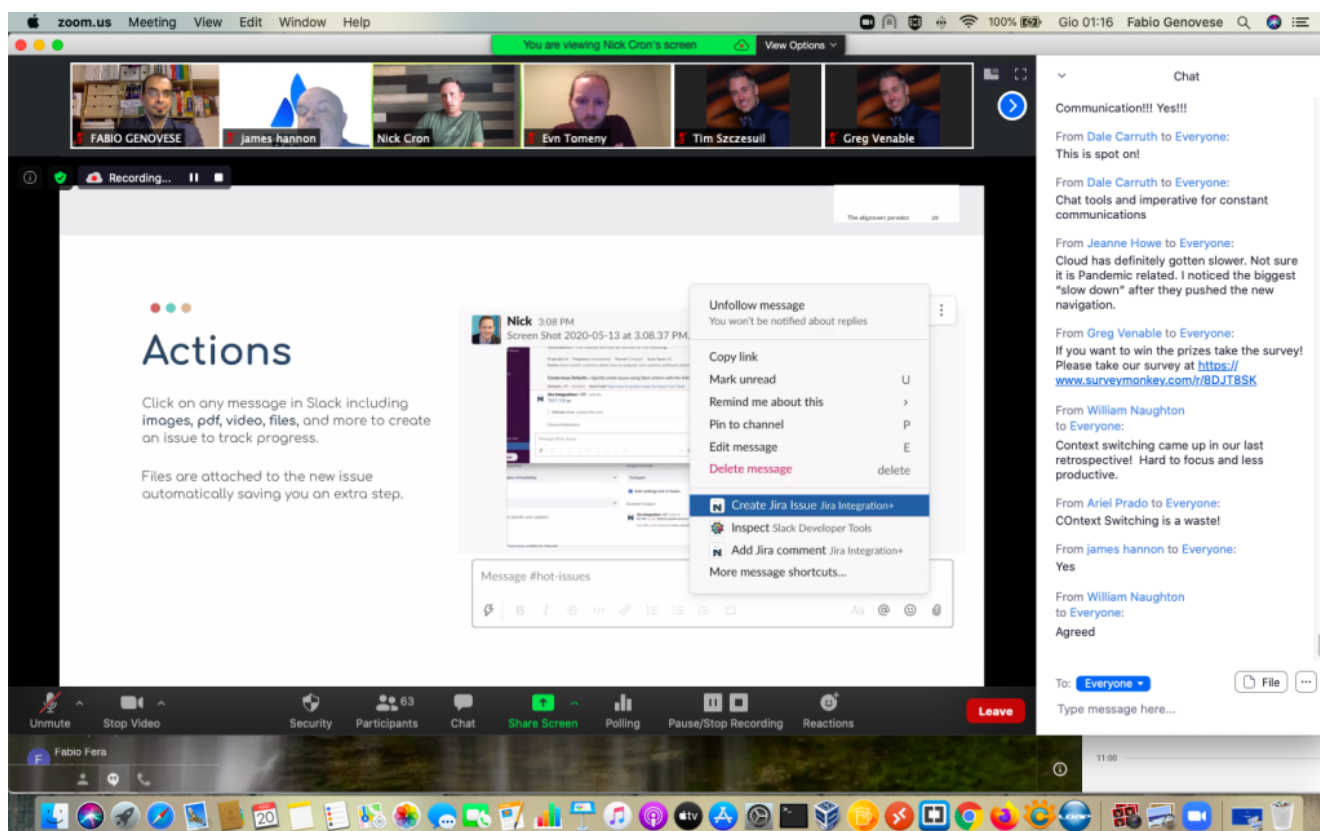 zoom.us Meeting View Edit Window Help 100% Gio 01:16 Fabio Genovese
You are viewing Nick Cron's screen View Options
FABIO GENOVESE james hannon Nick Cron Evn Tomeny Tim Szczesuil Greg Venable
Recording...
The alignment paradox
Actions
Click on any message in Slack including
images, pdf, video, files, and more to create
an issue to track progress.
Files are attached to the new issue
automatically saving you an extra step.
Nick 3:08 PM
Screen Shot 2020-05-13 at 3.08.37 PM.
Message #hot-issues
Unfollow message
You won't be notified about replies
Copy link
Mark unread U
Remind me about this >
Pin to channel P
Edit message E
Delete message delete
Create Jira Issue Jira Integration+
Inspect Slack Developer Tools
Add Jira comment Jira Integration+
More message shortcuts...
Chat
Communication!!! Yes!!!
From Dale Carruth to Everyone:
This is spot on!
From Dale Carruth to Everyone:
Chat tools and imperative for constant
communications
From Jeanne Howe to Everyone:
Cloud has definitely gotten slower. Not sure
it is Pandemic related. I noticed the biggest
"slow down" after they pushed the new
navigation.
From Greg Venable to Everyone:
If you want to win the prizes take the survey!
Please take our survey at https://
www.surveymonkey.com/r/8DJT8SK
From William Naughton
to Everyone:
Context switching came up in our last
retrospective! Hard to focus and less
productive.
From Ariel Prado to Everyone:
COntext Switching is a waste!
From james hannon to Everyone:
Yes
From William Naughton
to Everyone:
Agreed
To: Everyone File
Type message here...
Unmute Stop Video Security Participants 63 Chat Share Screen Polling Pause/Stop Recording Reactions Leave
Fabio Fera
11:00
20
tv